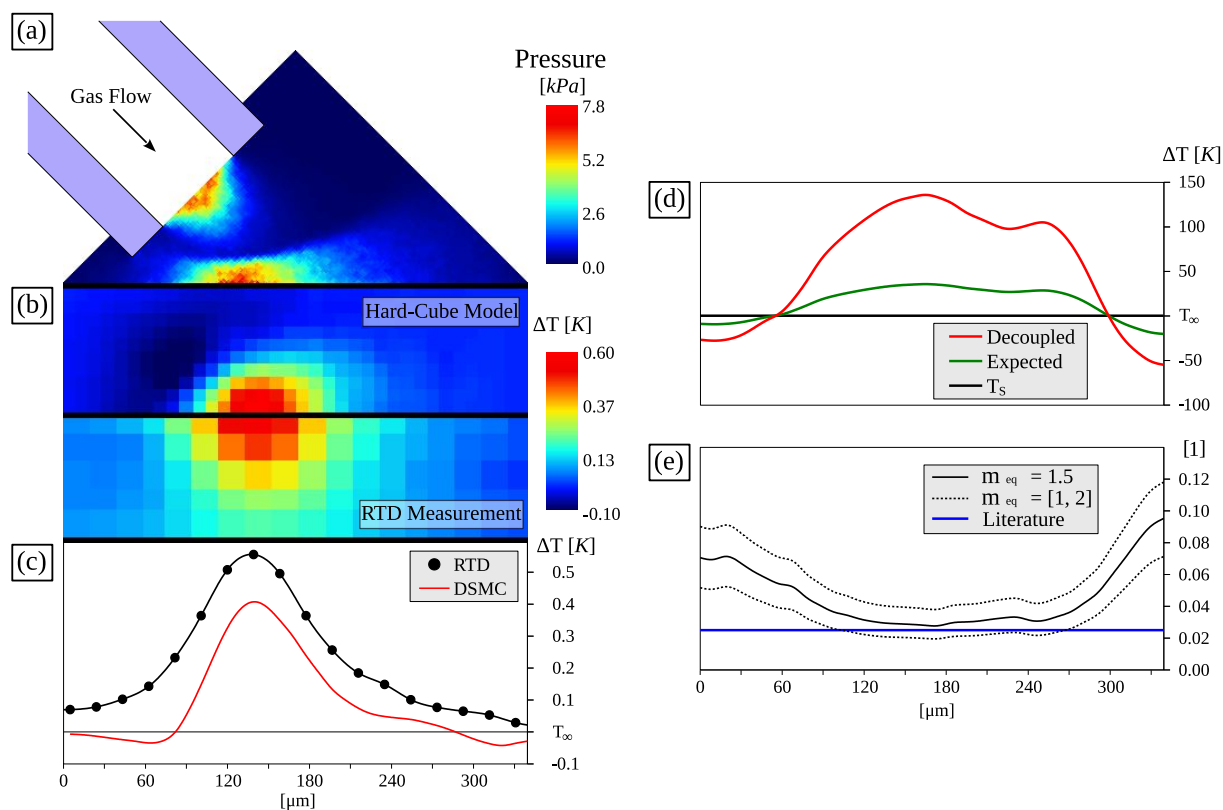 (a)
Gas Flow
Pressure
[kPa]
7.8
5.2
2.6
0.0
(b)
Hard-Cube Model
ΔT [K]
0.60
0.37
0.13
-0.10
RTD Measurement
(c)
ΔT [K]
RTD
DSMC
0.5
0.4
0.3
0.2
0.1
T∞
-0.1
0 60 120 180 240 300
[μm]
(d)
ΔT [K]
150
100
50
T∞
-50
-100
Decoupled
Expected
TS
(e)
[1]
m eq = 1.5
m eq = [1, 2]
Literature
0.12
0.10
0.08
0.06
0.04
0.02
0.00
0 60 120 180 240 300
[μm]